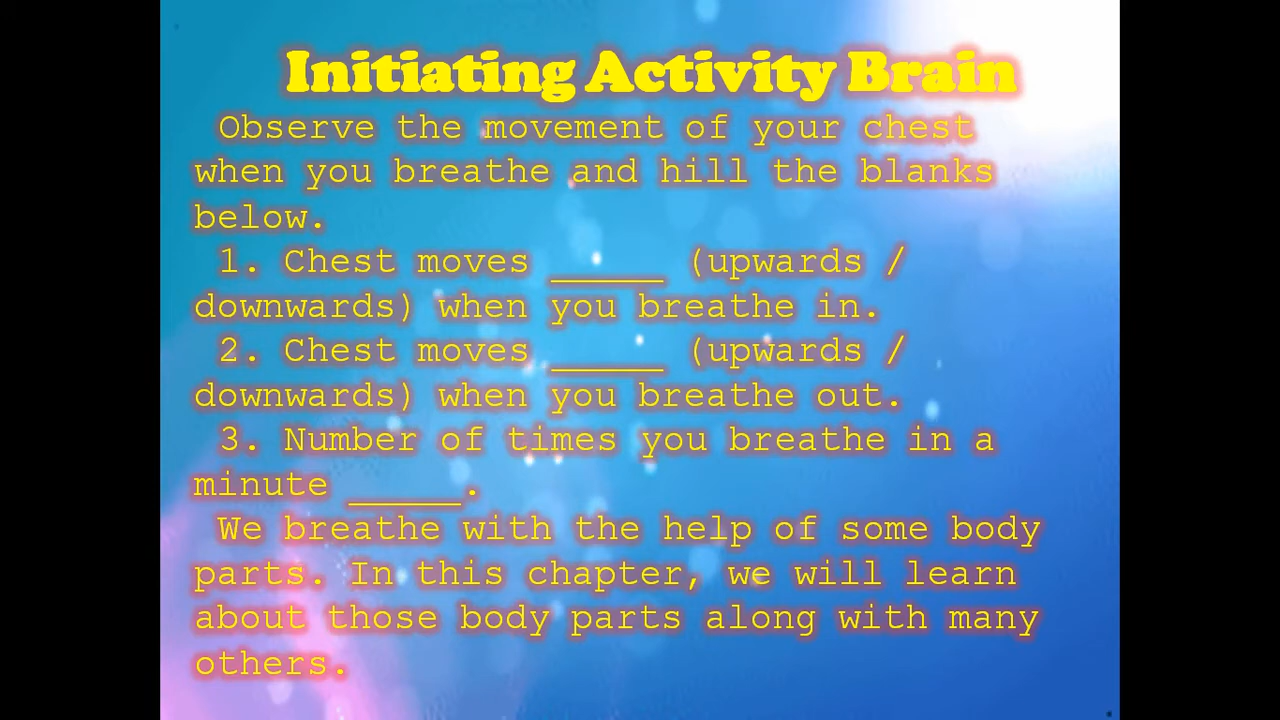 Initiating Activity Brain
Observe the movement of your chest
when you breathe and hill the blanks
below.
1. Chest moves _____ (upwards /
downwards) when you breathe in.
2. Chest moves _____ (upwards /
downwards) when you breathe out.
3. Number of times you breathe in a
minute _____.
We breathe with the help of some body
parts. In this chapter, we will learn
about those body parts along with many
others.